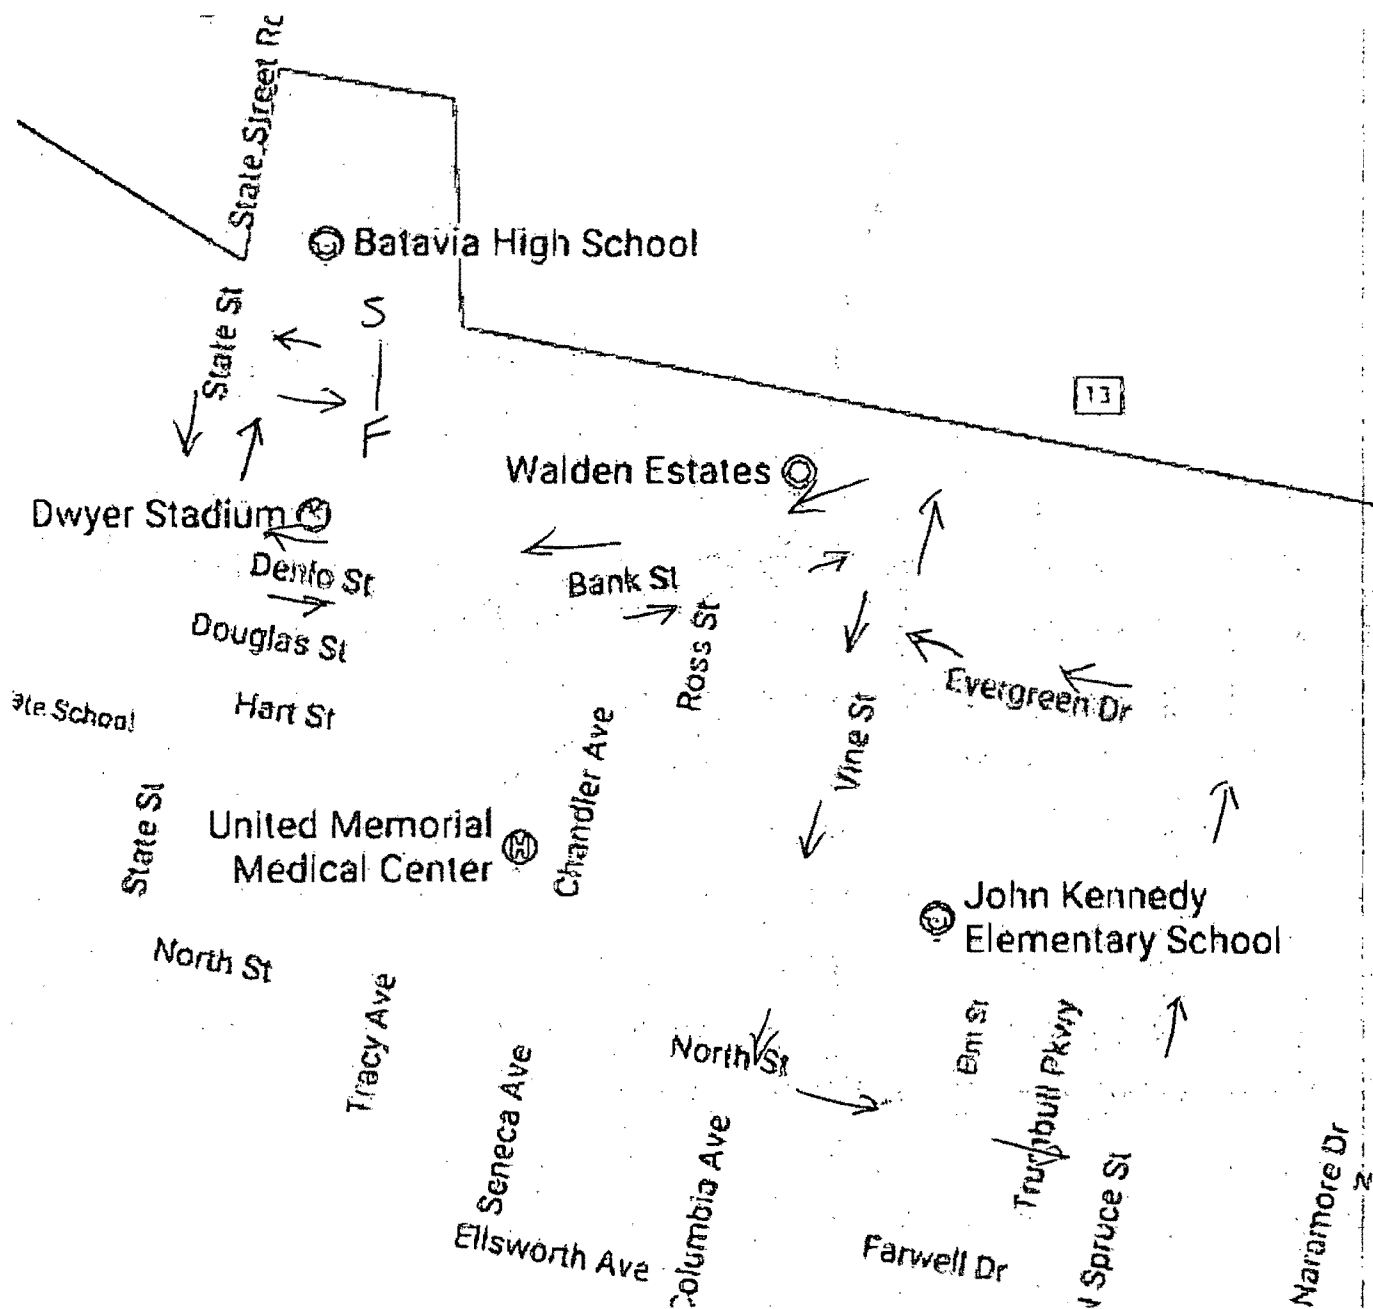 State Street Rd
Batavia High School
State St
S
F
13
Walden Estates
Dwyer Stadium
Denio St
Bank St
Douglas St
Ross St
Evergreen Dr
ate School
Hart St
Vine St
Chandler Ave
State St
United Memorial
Medical Center
John Kennedy
Elementary School
North St
Tracy Ave
North St
Elm St
Trumbull Pkwy
Seneca Ave
Columbia Ave
Spruce St
Naramore Dr
Ellsworth Ave
Farwell Dr